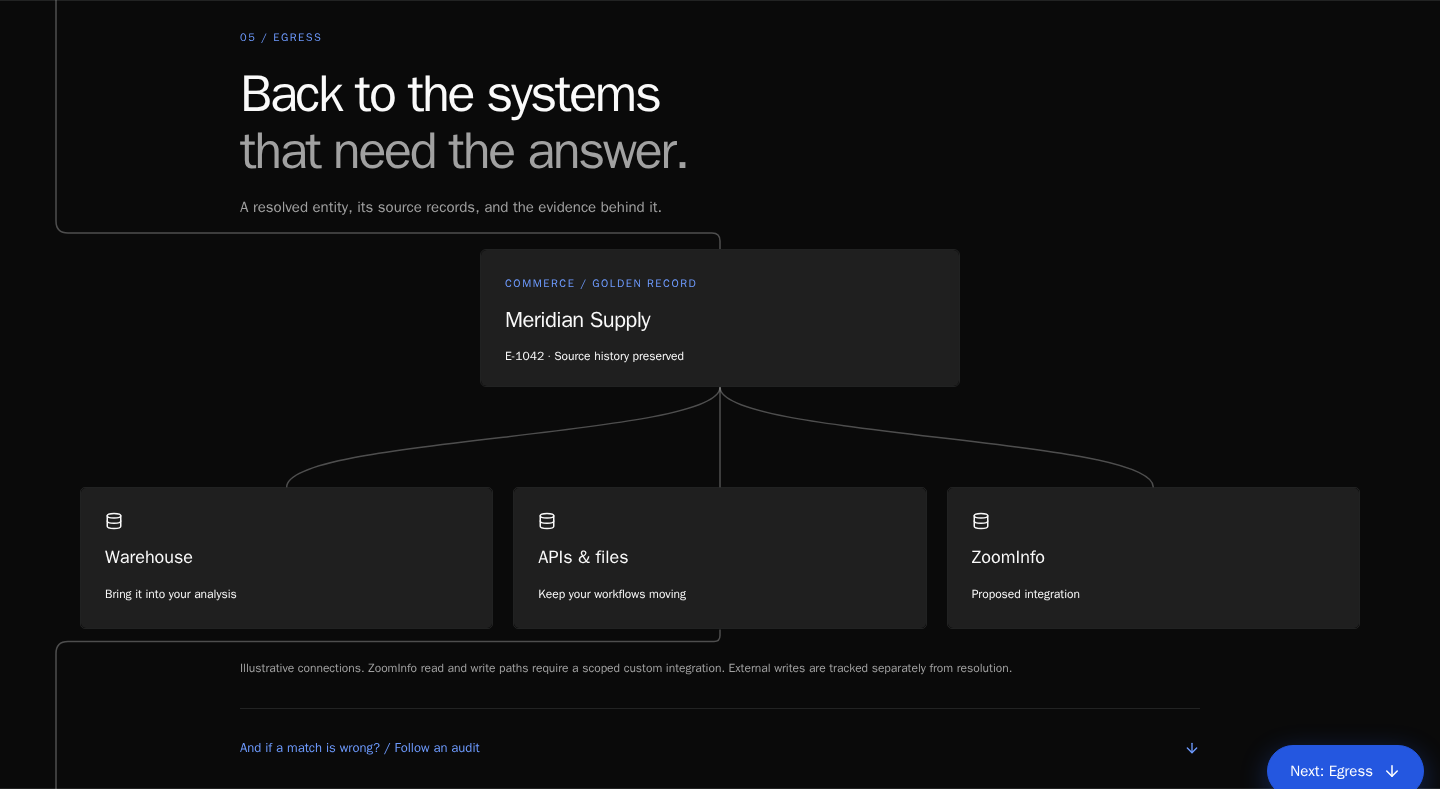 05 / EGRESS
Back to the systems
that need the answer.
A resolved entity, its source records, and the evidence behind it.
COMMERCE / GOLDEN RECORD
Meridian Supply
E-1042 · Source history preserved
Warehouse
Bring it into your analysis
APIs & files
Keep your workflows moving
ZoomInfo
Proposed integration
Illustrative connections. ZoomInfo read and write paths require a scoped custom integration. External writes are tracked separately from resolution.
And if a match is wrong? / Follow an audit
Next: Egress